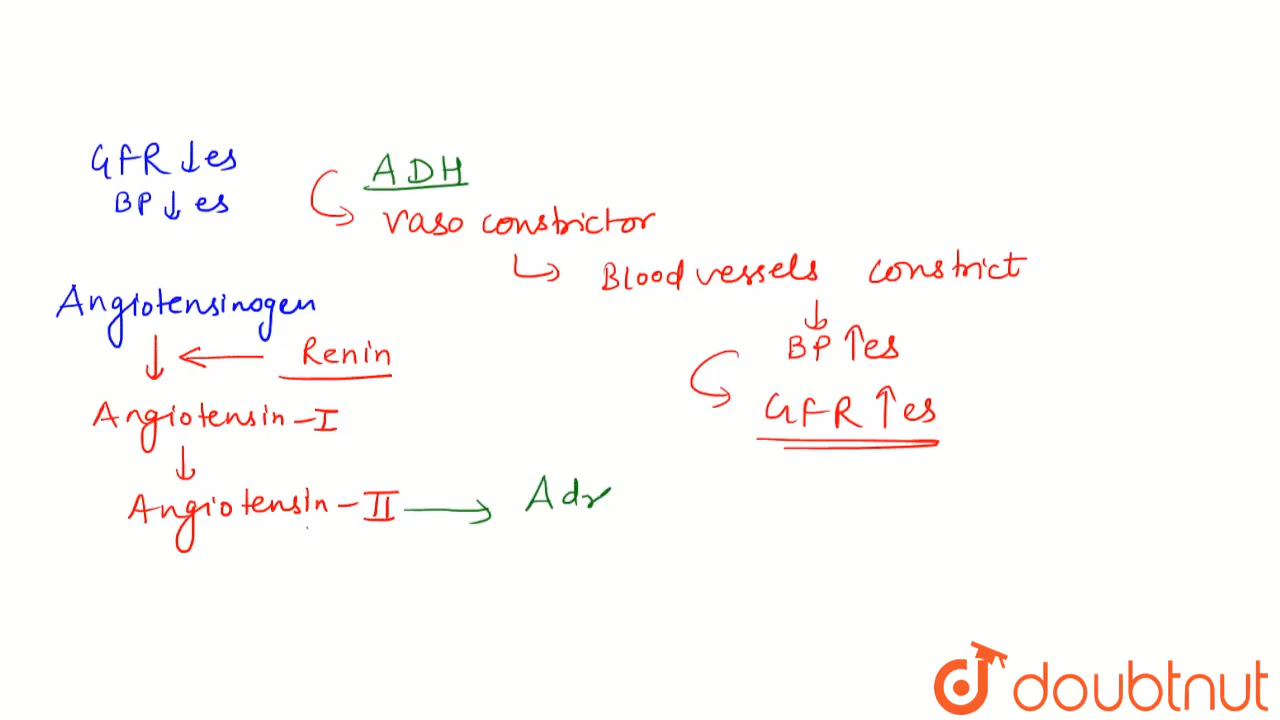 GFR ↓es
BP ↓ es
ADH
vaso constrictor
↳ Blood vessels constrict
↓
BP ↑es
GFR ↑es
Angiotensinogen
↓ ← Renin
Angiotensin-I
↓
Angiotensin-II → Adr
doubtnut